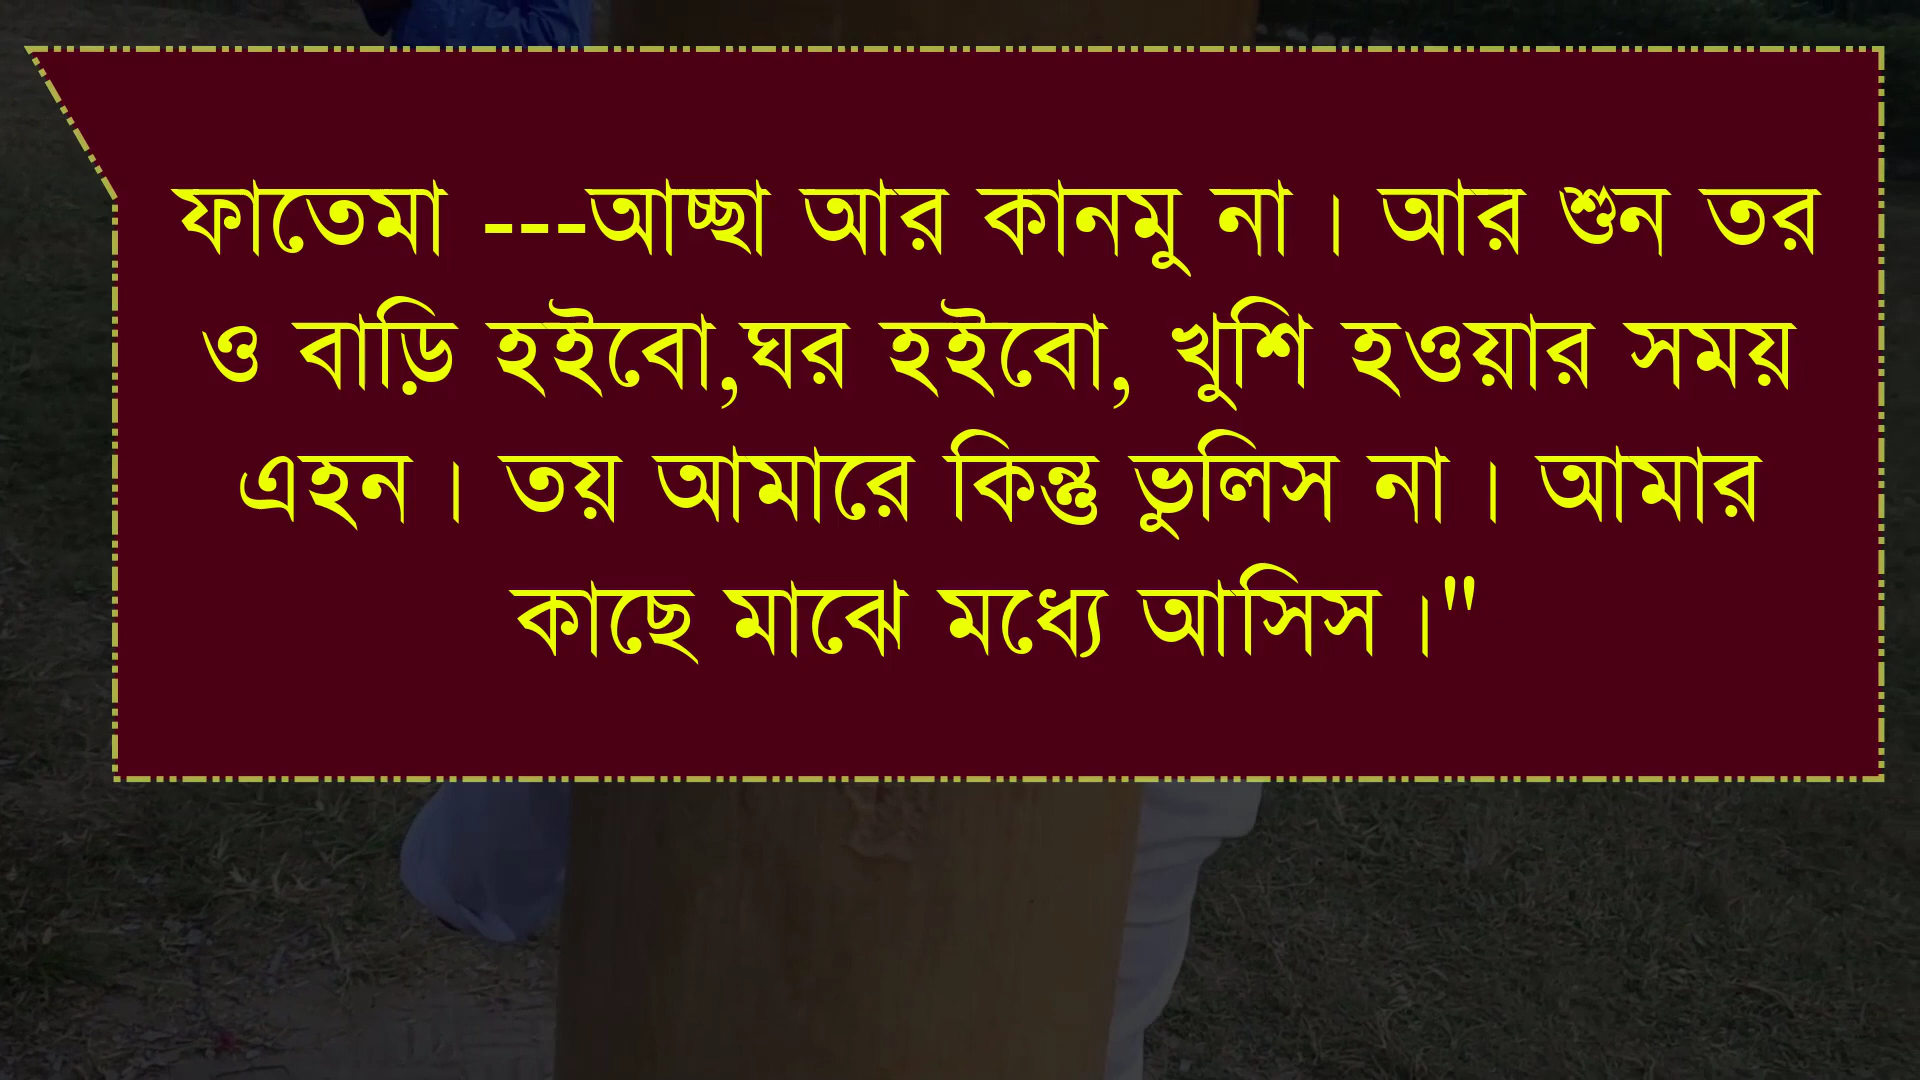 ফাতেমা ---আচ্ছা আর কানমু না। আর শুন তর
ও বাড়ি হইবো,ঘর হইবো, খুশি হওয়ার সময়
এহন। তয় আমারে কিন্তু ভুলিস না। আমার
কাছে মাঝে মধ্যে আসিস।"